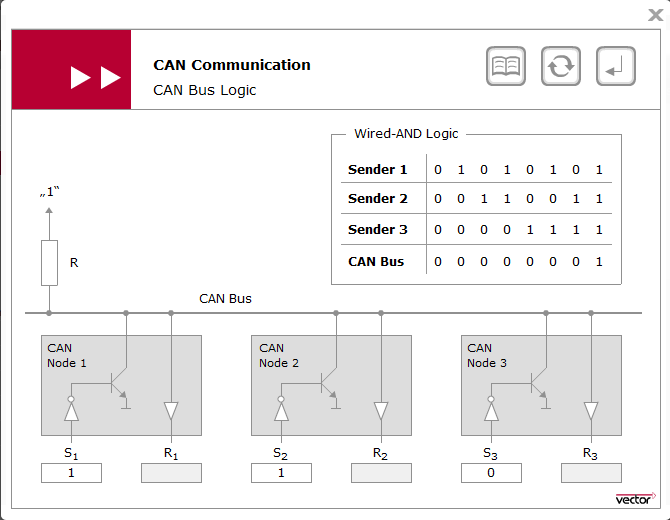 CAN Communication
CAN Bus Logic
Wired-AND Logic
Sender 1 0 1 0 1 0 1 0 1
Sender 2 0 0 1 1 0 0 1 1
Sender 3 0 0 0 0 1 1 1 1
CAN Bus 0 0 0 0 0 0 0 1
„1“
R
CAN Bus
CAN Node 1
CAN Node 2
CAN Node 3
S1 R1 S2 R2 S3 R3
1 1 0
vector